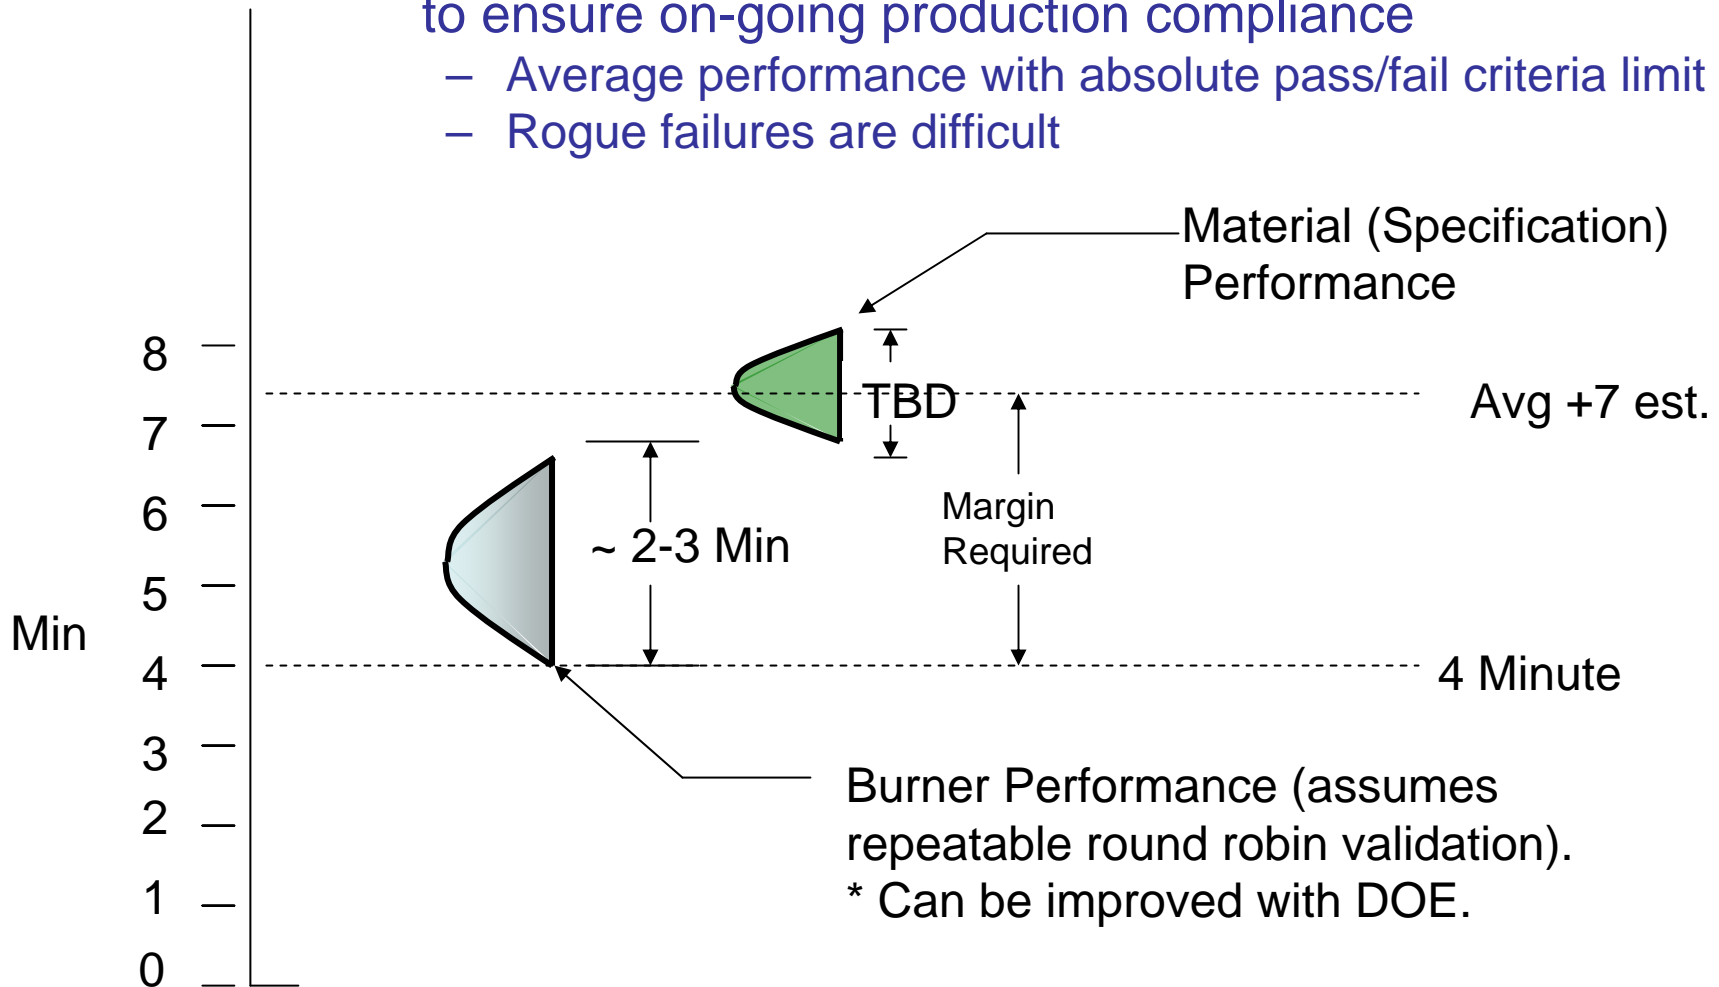 to ensure on-going production compliance
– Average performance with absolute pass/fail criteria limit
– Rogue failures are difficult
Material (Specification)
Performance
8
TBD
Avg +7 est.
7
6
Margin
~ 2-3 Min
Required
5
Min
4
4 Minute
3
Burner Performance (assumes
2
repeatable round robin validation).
1
* Can be improved with DOE.
0